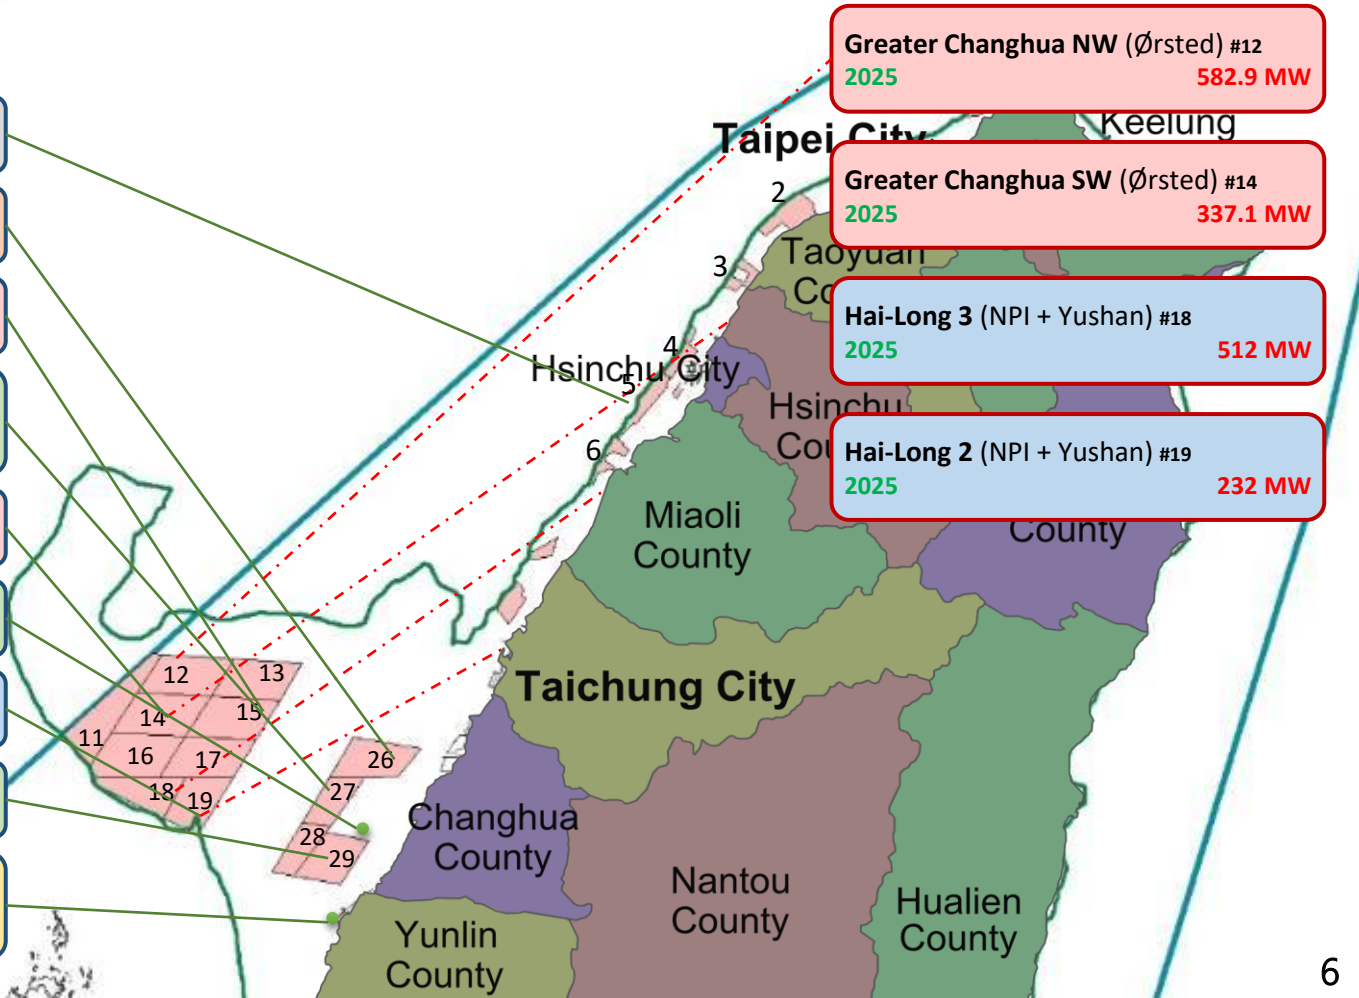 Greater Changhua NW (Ørsted) #12
2025 582.9 MW
Keelung
Taipei City
Greater Changhua SW (Ørsted) #14
2025 337.1 MW
2
Taoyuan
Co
3
Hai-Long 3 (NPI + Yushan) #18
2025 512 MW
4
Hsinchu City
5
Hsinchu
Cou
Hai-Long 2 (NPI + Yushan) #19
2025 232 MW
6
Miaoli
County
County
Taichung City
12
13
14
15
11
16
17
18
19
26
27
28
29
Changhua
County
Nantou
County
Hualien
County
Yunlin
County
6